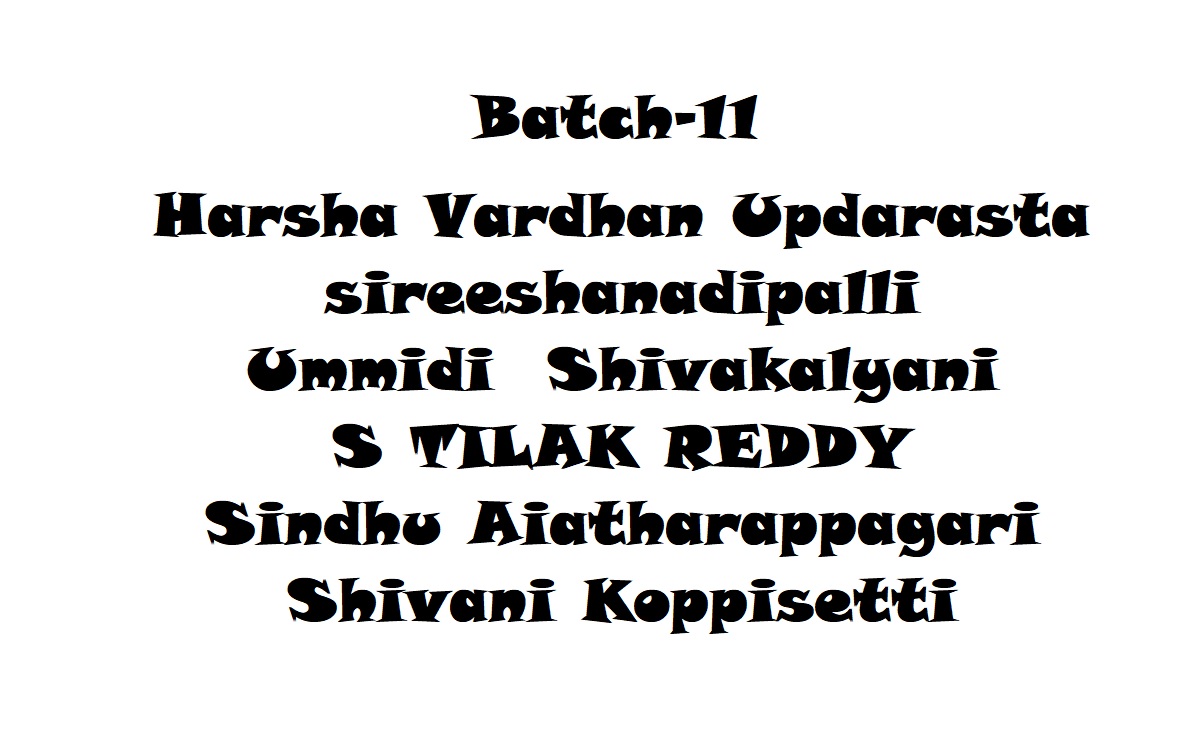 Batch-11
Harsha Vardhan Updarasta
sireeshanadipalli
Ummidi  Shivakalyani
S TILAK REDDY
Sindhu Aiatharappagari
Shivani Koppisetti